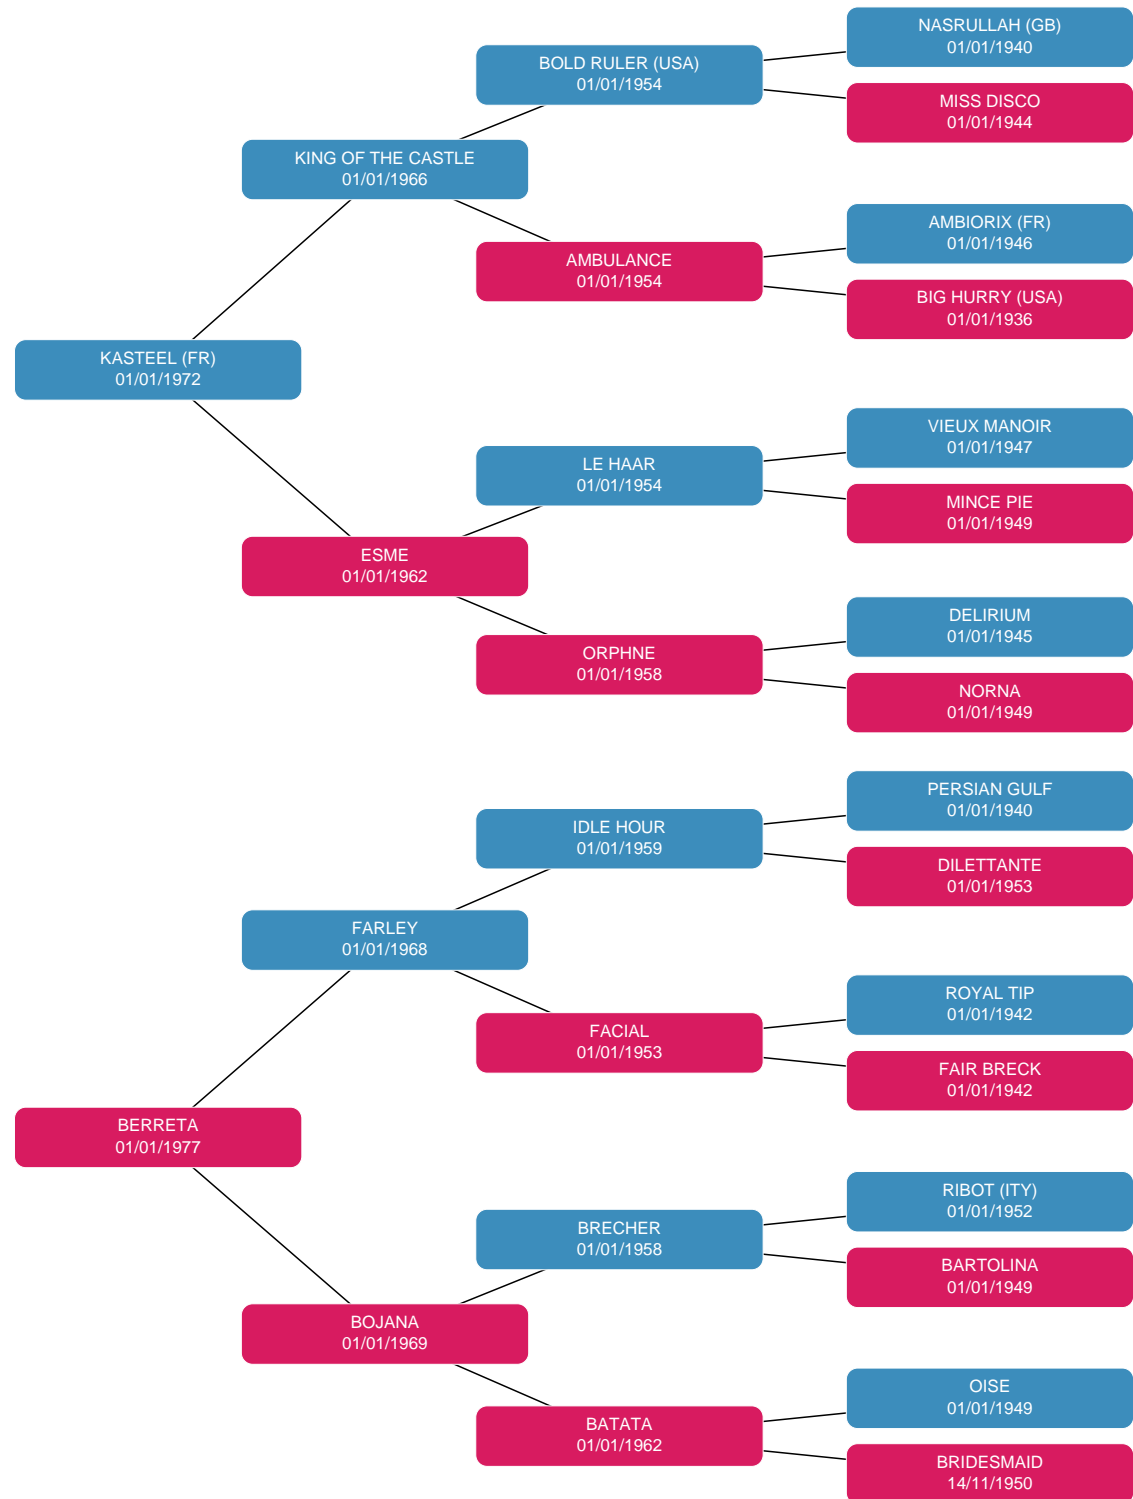 NASRULLAH (GB)
01/01/1940
BOLD RULER (USA)
01/01/1954
MISS DISCO
01/01/1944
KING OF THE CASTLE
01/01/1966
AMBIORIX (FR)
01/01/1946
AMBULANCE
01/01/1954
BIG HURRY (USA)
01/01/1936
KASTEEL (FR)
01/01/1972
VIEUX MANOIR
01/01/1947
LE HAAR
01/01/1954
MINCE PIE
01/01/1949
ESME
01/01/1962
DELIRIUM
01/01/1945
ORPHNE
01/01/1958
NORNA
01/01/1949
PERSIAN GULF
01/01/1940
IDLE HOUR
01/01/1959
DILETTANTE
01/01/1953
FARLEY
01/01/1968
ROYAL TIP
01/01/1942
FACIAL
01/01/1953
FAIR BRECK
01/01/1942
BERRETA
01/01/1977
RIBOT (ITY)
01/01/1952
BRECHER
01/01/1958
BARTOLINA
01/01/1949
BOJANA
01/01/1969
OISE
01/01/1949
BATATA
01/01/1962
BRIDESMAID
14/11/1950